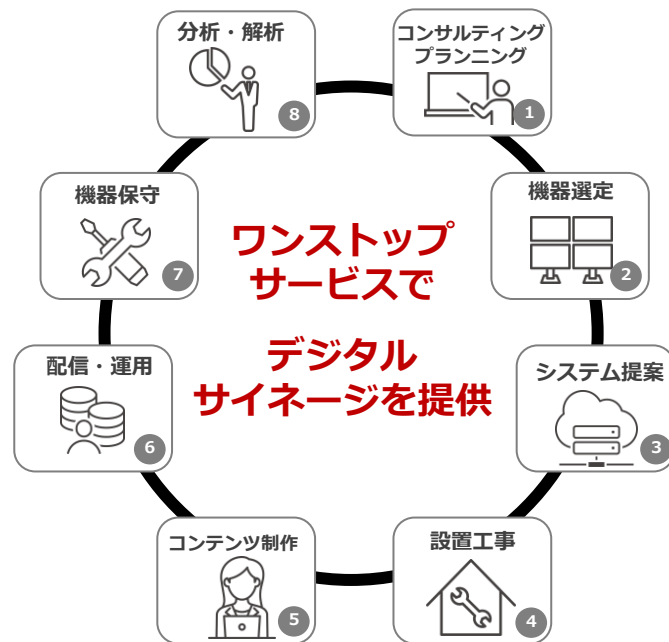 コンサルティング
プランニング
1
機器選定
2
システム提案
3
設置工事
4
コンテンツ制作
5
配信・運用
6
機器保守
7
分析・解析
8
ワンストップ
サービスで
デジタル
サイネージを提供